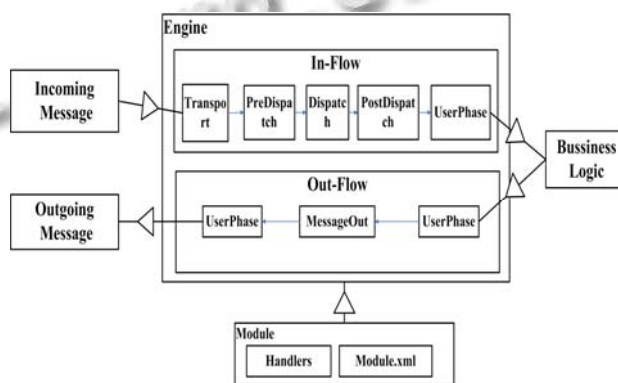 Engine
In-Flow
Incoming
Message
Transpo
rt
PreDispa
tch
Dispatc
h
PostDispat
ch
UserPhase
Bussiness
Logic
Out-Flow
Outgoing
Message
UserPhase
MessageOut
UserPhase
Module
Handlers
Module.xml